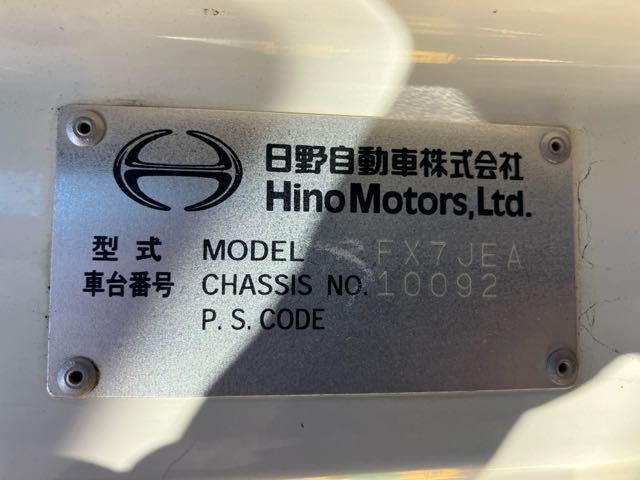 日野自動車株式会社
Hino Motors, Ltd.
型式 MODEL FX7JEA
車台番号 CHASSIS NO. 10092
P. S. CODE